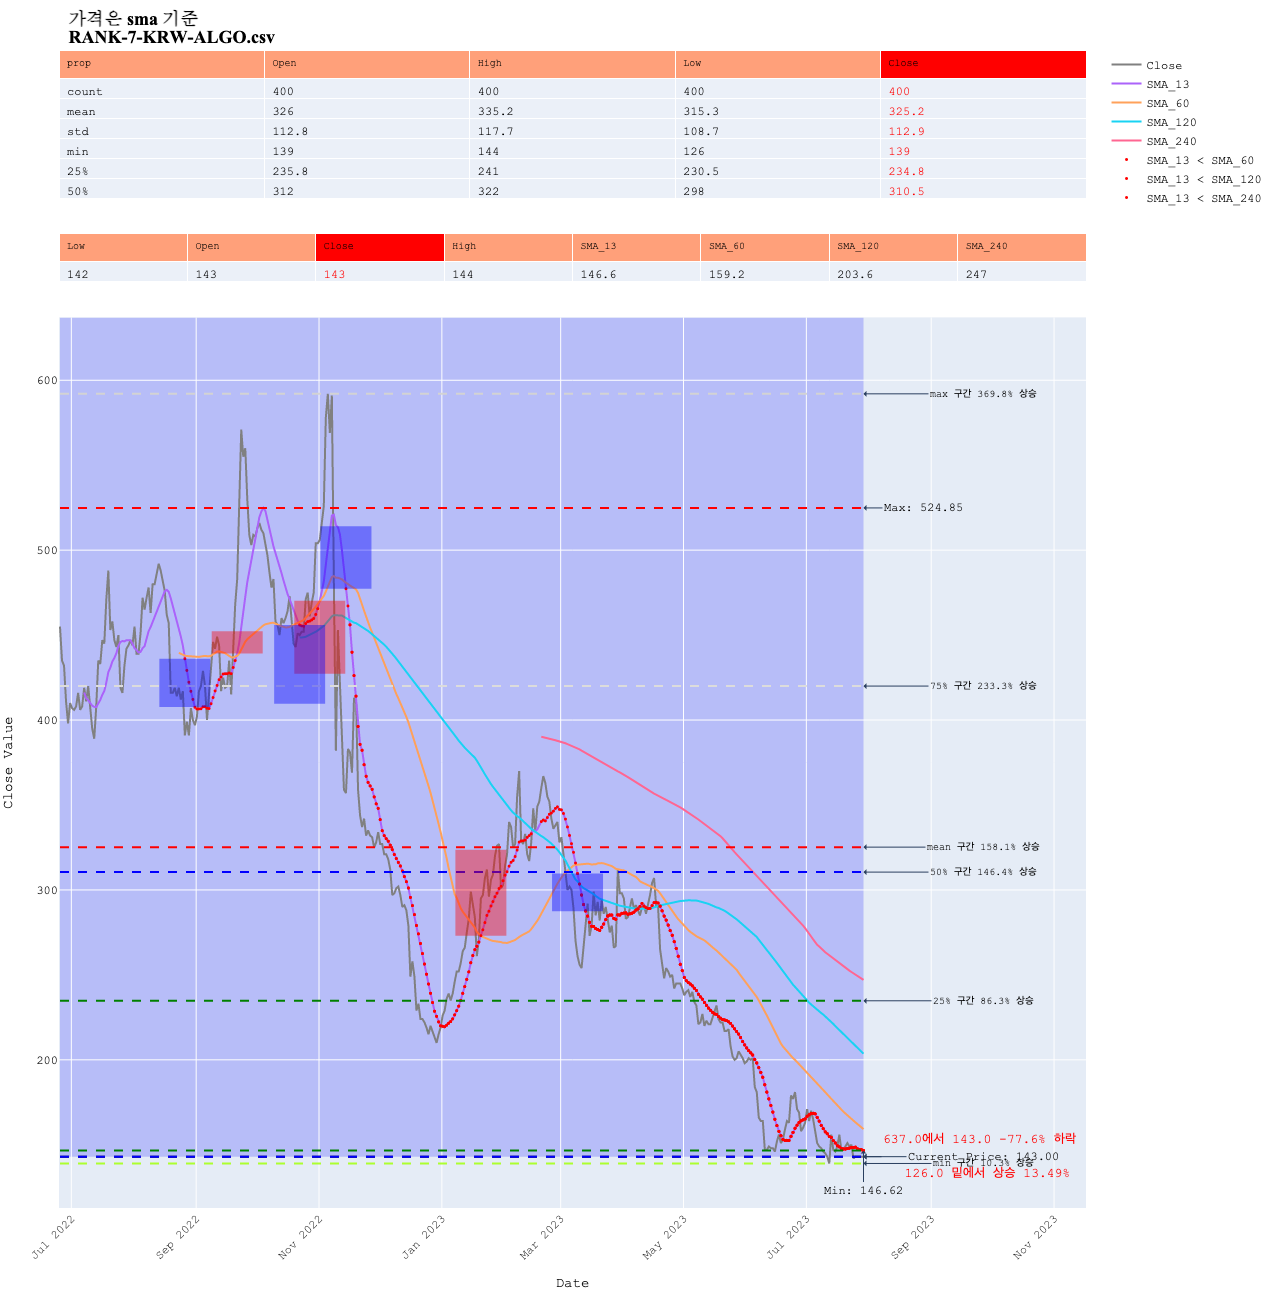 가격은 sma 기준
RANK-7-KRW-ALGO.csv
prop Open High Low Close
count 400 400 400 400
mean 326 335.2 315.3 325.2
std 112.8 117.7 108.7 112.9
min 139 144 126 139
25% 235.8 241 230.5 234.8
50% 312 322 298 310.5
Close
SMA_13
SMA_60
SMA_120
SMA_240
SMA_13 < SMA_60
SMA_13 < SMA_120
SMA_13 < SMA_240
Low Open Close High SMA_13 SMA_60 SMA_120 SMA_240
142 143 143 144 146.6 159.2 203.6 247
600
500
400
300
200
Close Value
max 구간 369.8% 상승
Max: 524.85
75% 구간 233.3% 상승
mean 구간 158.1% 상승
50% 구간 146.4% 상승
25% 구간 86.3% 상승
637.0에서 143.0 -77.6% 하락
Current Price: 143.00
min 구간 10.3% 상승
126.0 밑에서 상승 13.49%
Min: 146.62
Jul 2022
Sep 2022
Nov 2022
Jan 2023
Mar 2023
May 2023
Jul 2023
Sep 2023
Nov 2023
Date